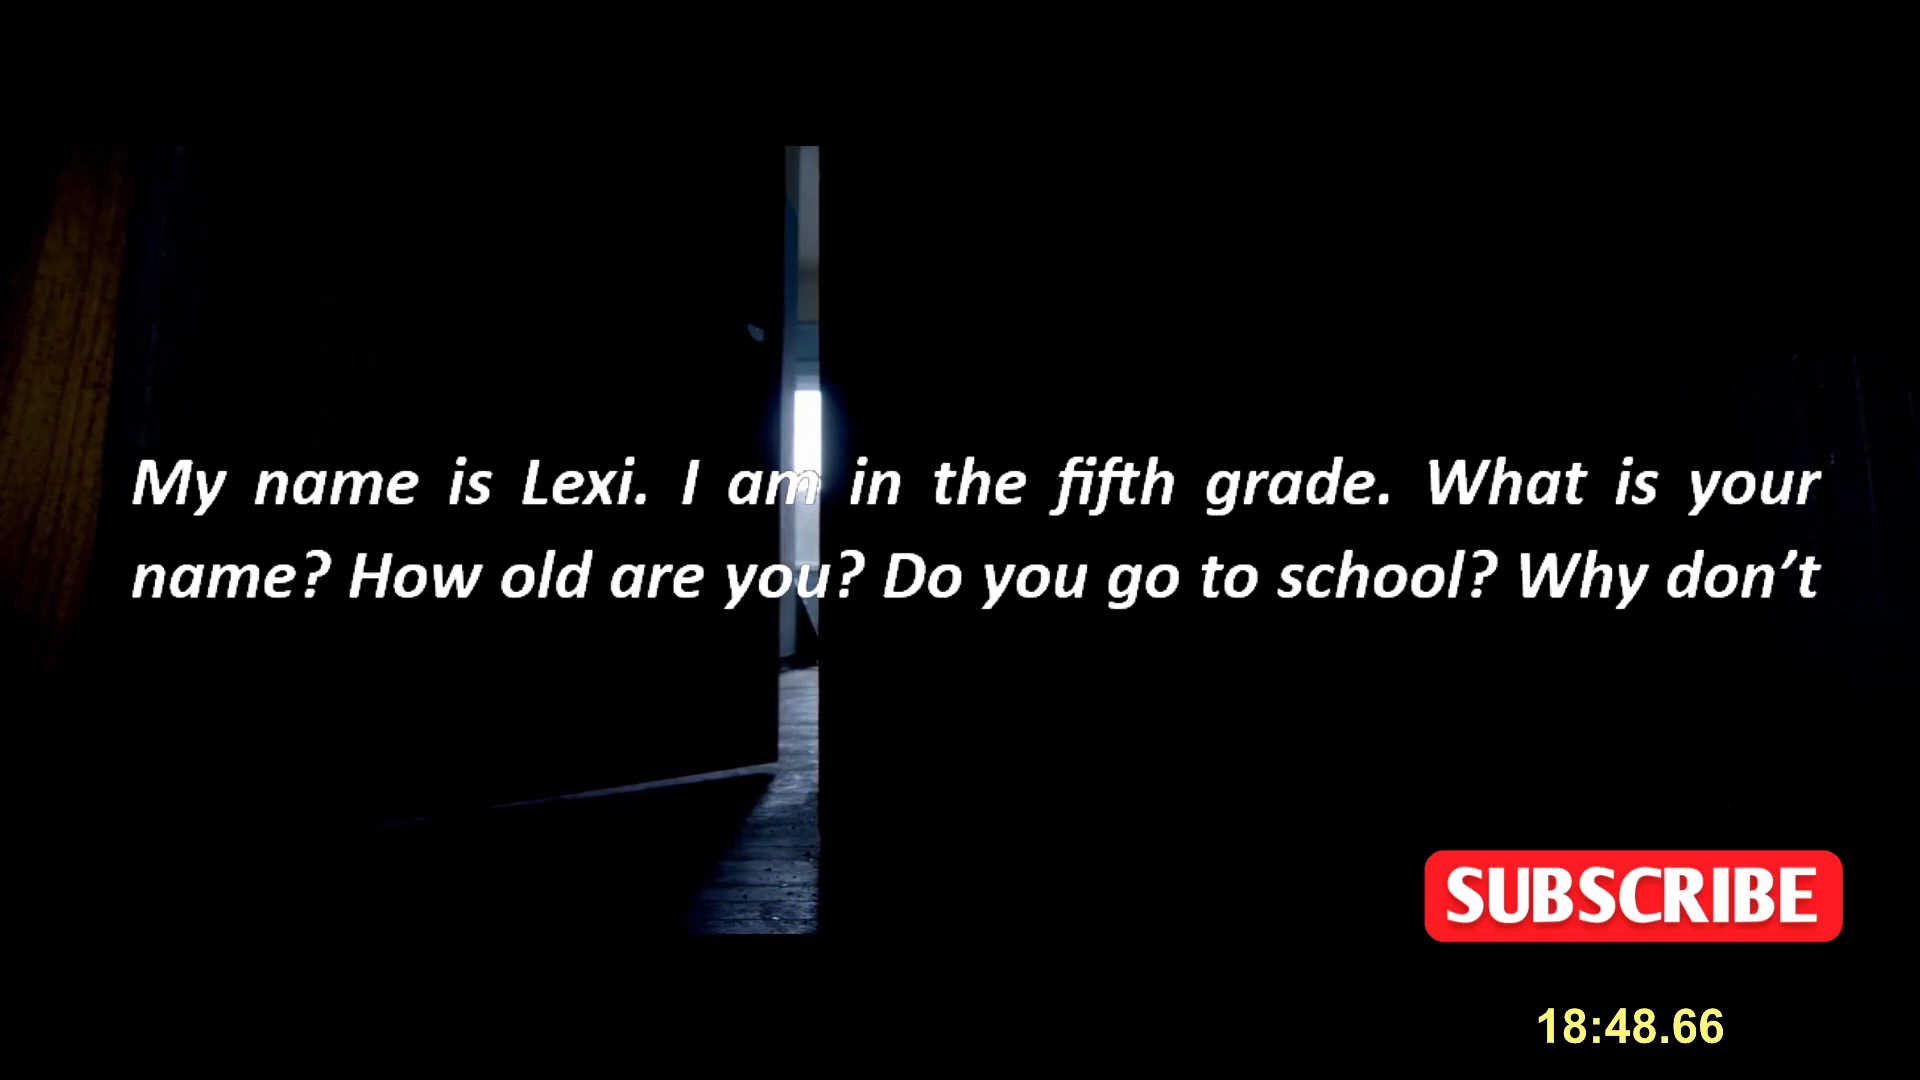 My name is Lexi. I am in the fifth grade. What is your
name? How old are you? Do you go to school? Why don’t
SUBSCRIBE
18:48.66